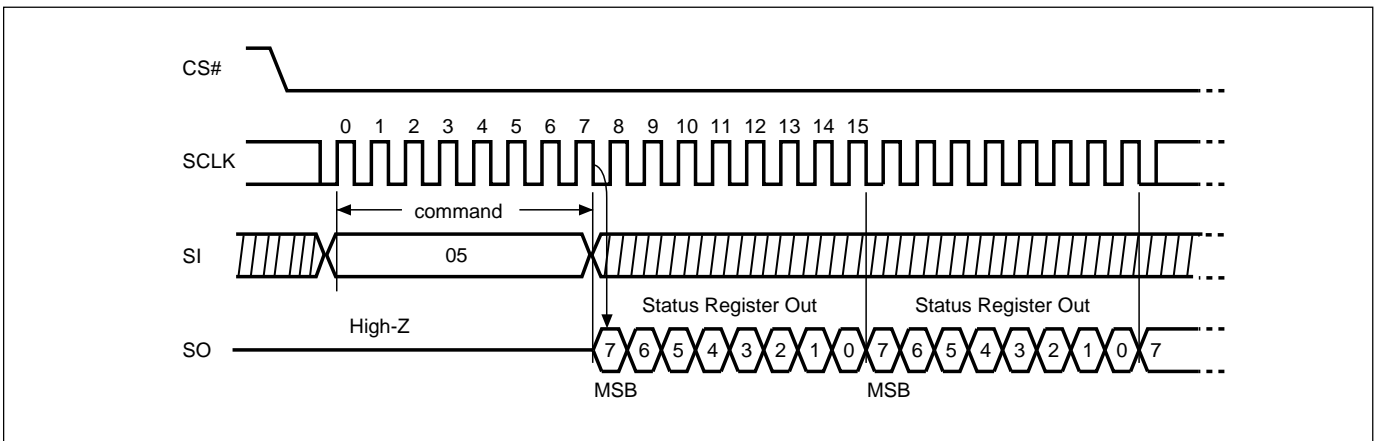 CS#
0 1 2 3 4 5 6 7 8 9 10 11 12 13 14 15
SCLK
command
SI
05
Status Register Out Status Register Out
High-Z
SO
7 6 5 4 3 2 1 0 7 6 5 4 3 2 1 0 7
MSB MSB